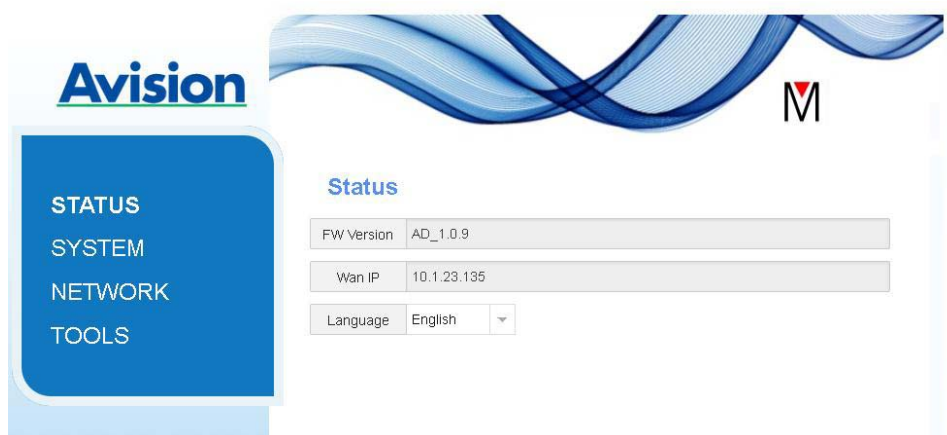 Avision
M
STATUS
SYSTEM
NETWORK
TOOLS
Status
FW Version AD_1.0.9
Wan IP 10.1.23.135
Language English